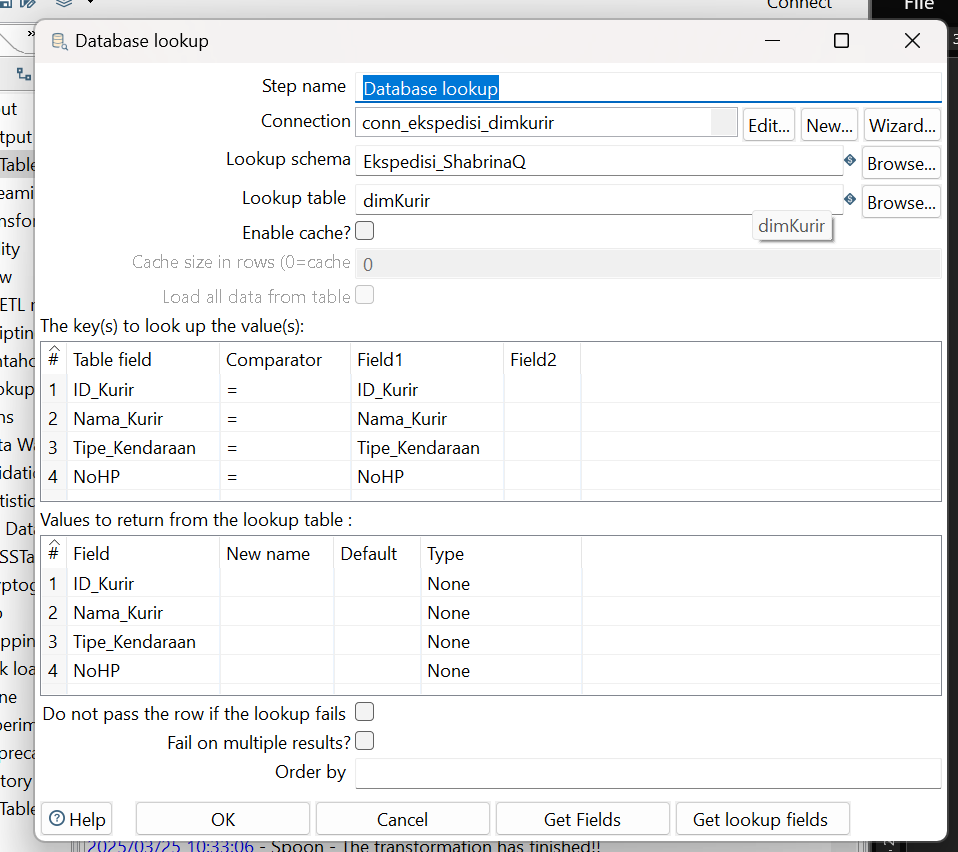 Connect
File
»
Database lookup
ut
Step name Database lookup
tput
Connection conn_ekspedisi_dimkurir Edit... New... Wizard...
Table
Lookup schema Ekspedisi_ShabrinaQ Browse...
eami
Lookup table dimKurir Browse...
nsfor
dimKurir
Enable cache?
ity
Cache size in rows (0=cache 0
w
Load all data from table
ETL r
The key(s) to look up the value(s):
iptin
# Table field Comparator Field1 Field2
ntaho
1 ID_Kurir = ID_Kurir
okup
2 Nama_Kurir = Nama_Kurir
ns
3 Tipe_Kendaraan = Tipe_Kendaraan
ta Wa
4 NoHP = NoHP
idati
tistic
Values to return from the lookup table :
Data
# Field New name Default Type
SSTa
1 ID_Kurir None
yptog
2 Nama_Kurir None
3 Tipe_Kendaraan None
ppin
4 NoHP None
k loa
ne
Do not pass the row if the lookup fails
perim
Fail on multiple results?
preca
Order by
tory
Table
Help OK Cancel Get Fields Get lookup fields
2025/03/25 10:33:06 - Spoon - The transformation has finished!!